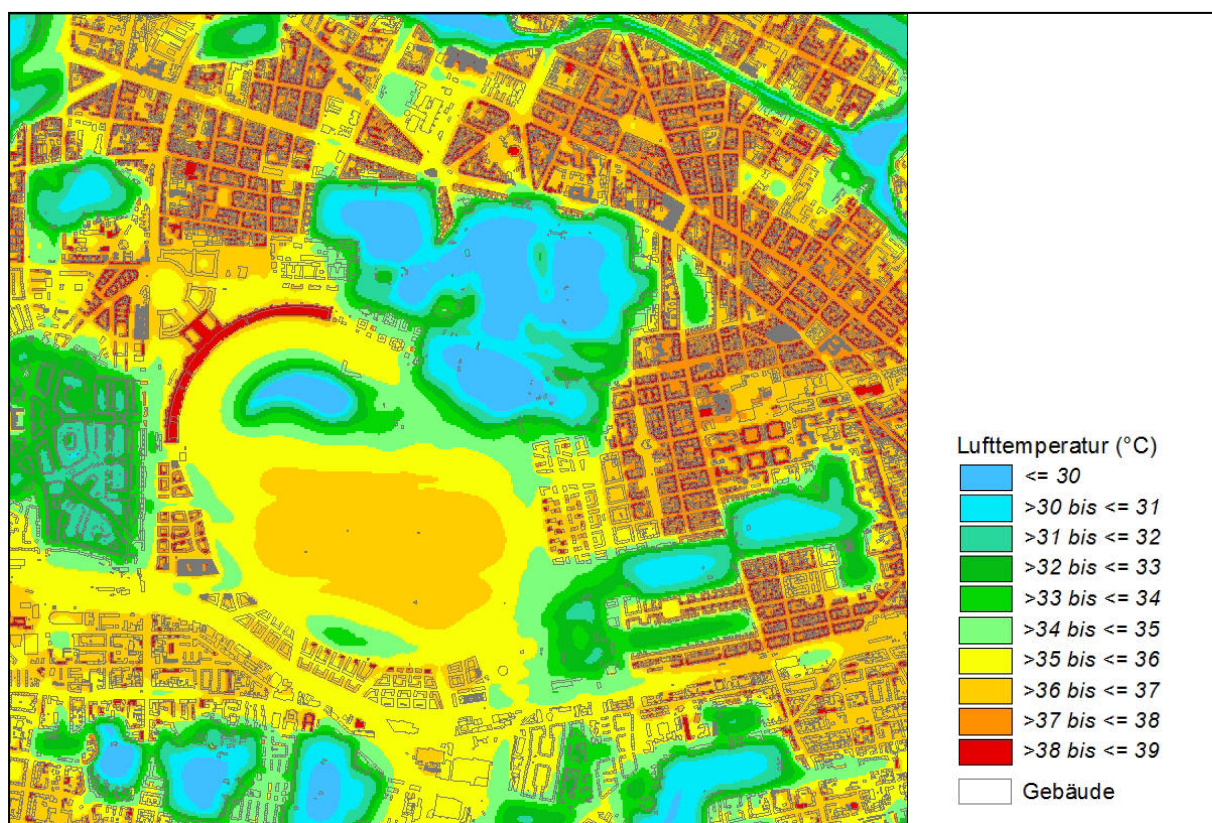 Lufttemperatur (°C)
<= 30
>30 bis <= 31
>31 bis <= 32
>32 bis <= 33
>33 bis <= 34
>34 bis <= 35
>35 bis <= 36
>36 bis <= 37
>37 bis <= 38
>38 bis <= 39
Gebäude